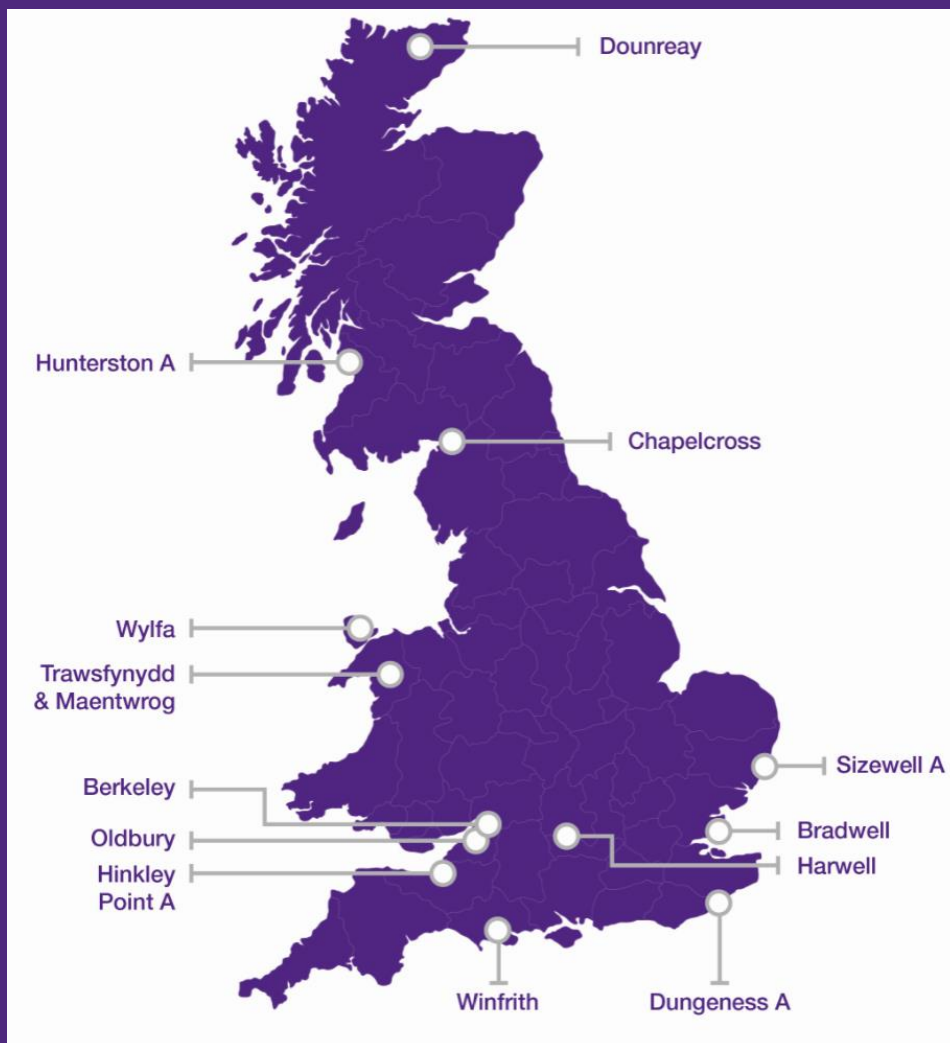 Dounreay
Hunterston A
Chapelcross
Wylfa
Trawsfynydd
& Maentwrog
Sizewell A
Berkeley
Bradwell
Oldbury
Harwell
Hinkley
Point A
Winfrith
Dungeness A